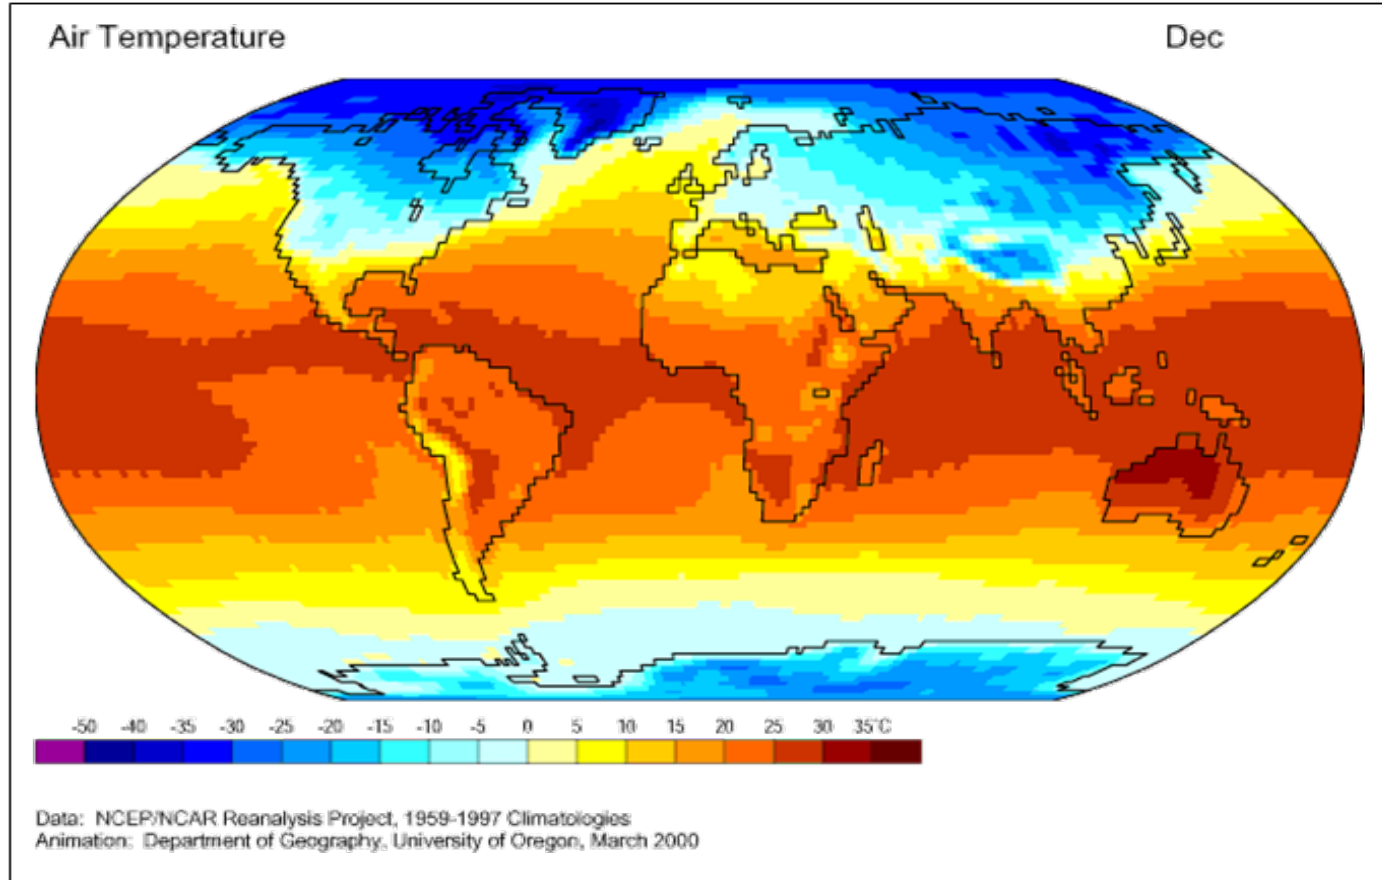 Air Temperature Dec
-50 -40 -35 -30 -25 -20 -15 -10 -5 0 5 10 15 20 25 30 35°C
Data: NCEP/NCAR Reanalysis Project, 1959-1997 Climatologies
Animation: Department of Geography, University of Oregon, March 2000